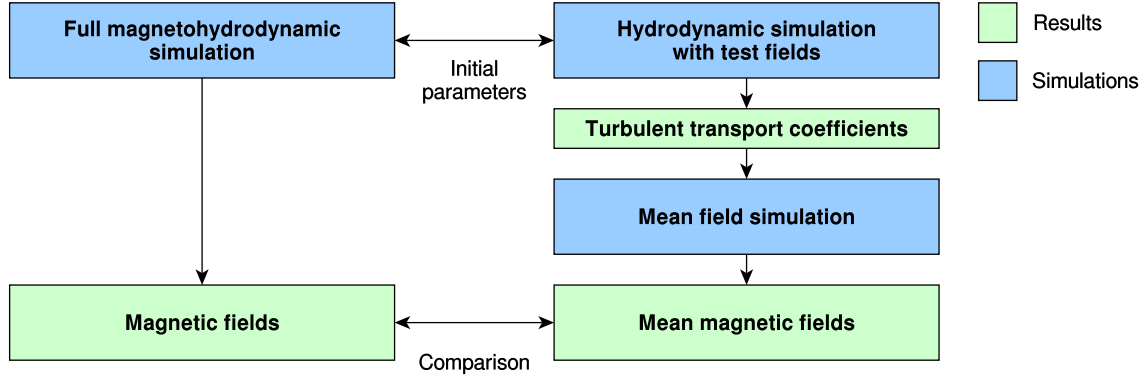 Full magnetohydrodynamic
simulation
Initial
parameters
Hydrodynamic simulation
with test fields
Results
Simulations
Turbulent transport coefficients
Mean field simulation
Magnetic fields
Comparison
Mean magnetic fields